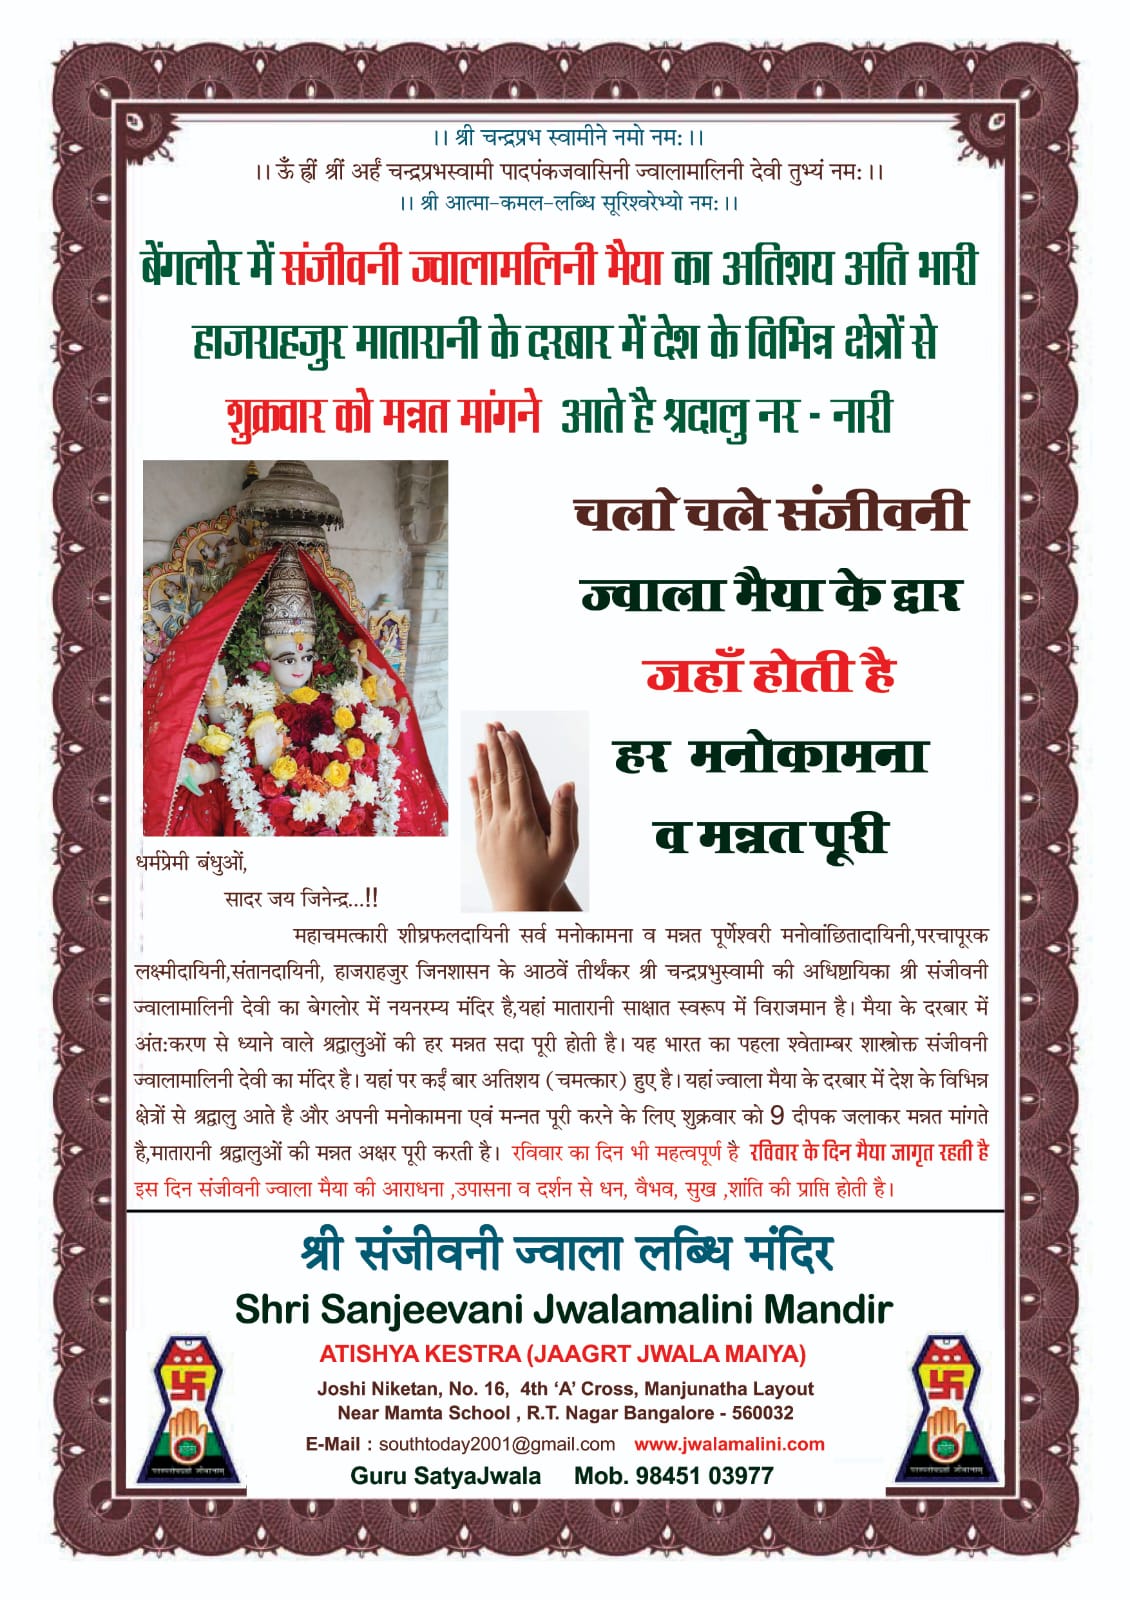 ।। श्री चन्द्रप्रभ स्वामीने नमो नम:।।
।। ऊँ ह्रीं श्रीं अर्हं चन्द्रप्रभस्वामी पादपंकजवासिनी ज्वालामालिनी देवी तुभ्यं नम:।।
।। श्री आत्मा-कमल-लब्धि सूरिश्वरेभ्यो नम:।।
बेंगलोर में संजीवनी ज्वालामलिनी मैया का अतिशय अति भारी
हाजराहजुर मातारानी के दरबार में देश के विभिन्न क्षेत्रों से
शुक्रवार को मन्नत मांगने आते है श्रदालु नर - नारी
चलो चले संजीवनी
ज्वाला मैया के द्वार
जहाँ होती है
हर मनोकामना
व मन्नत पूरी
धर्मप्रेमी बंधुओं,
सादर जय जिनेन्द्र...!!
महाचमत्कारी शीघ्रफलदायिनी सर्व मनोकामना व मन्नत पूर्णेश्वरी मनोवांछितादायिनी,परचापूरक
लक्ष्मीदायिनी,संतानदायिनी, हाजराहजुर जिनशासन के आठवें तीर्थंकर श्री चन्द्रप्रभुस्वामी की अधिष्टायिका श्री संजीवनी
ज्वालामालिनी देवी का बेगलोर में नयनरम्य मंदिर है,यहां मातारानी साक्षात स्वरूप में विराजमान है। मैया के दरबार में
अंत:करण से ध्याने वाले श्रद्वालुओं की हर मन्नत सदा पूरी होती है। यह भारत का पहला श्वेताम्बर शास्त्रोक्त संजीवनी
ज्वालामालिनी देवी का मंदिर है। यहां पर कईं बार अतिशय (चमत्कार) हुए है। यहां ज्वाला मैया के दरबार में देश के विभिन्न
क्षेत्रों से श्रद्वालु आते है और अपनी मनोकामना एवं मन्नत पूरी करने के लिए शुक्रवार को 9 दीपक जलाकर मन्नत मांगते
है,मातारानी श्रद्वालुओं की मन्नत अक्षर पूरी करती है। रविवार का दिन भी महत्वपूर्ण है रविवार के दिन मैया जागृत रहती है
इस दिन संजीवनी ज्वाला मैया की आराधना ,उपासना व दर्शन से धन, वैभव, सुख ,शांति की प्राप्ति होती है।
श्री संजीवनी ज्वाला लब्धि मंदिर
Shri Sanjeevani Jwalamalini Mandir
ATISHYA KESTRA (JAAGRT JWALA MAIYA)
Joshi Niketan, No. 16, 4th ‘A’ Cross, Manjunatha Layout
Near Mamta School , R.T. Nagar Bangalore - 560032
E-Mail : southtoday2001@gmail.com www.jwalamalini.com
Guru SatyaJwala Mob. 98451 03977
परस्परोपग्रहो जीवानाम्
परस्परोपग्रहो जीवानाम्